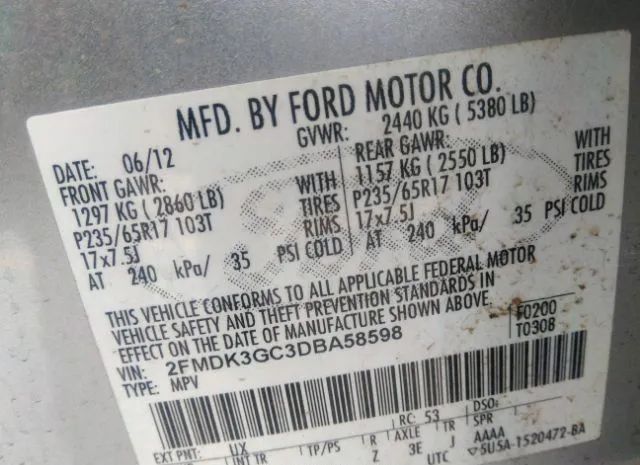 MFD. BY FORD MOTOR CO.
DATE: 06/12 GVWR: 2440 KG ( 5380 LB)
FRONT GAWR: REAR GAWR:
1297 KG ( 2860 LB) WITH 1157 KG ( 2550 LB) WITH
P235/65R17 103T TIRES P235/65R17 103T TIRES
17x7.5J RIMS 17x7.5J RIMS
AT 240 kPa/ 35 PSI COLD AT 240 kPa/ 35 PSI COLD
THIS VEHICLE CONFORMS TO ALL APPLICABLE FEDERAL MOTOR
VEHICLE SAFETY AND THEFT PREVENTION STANDARDS IN
EFFECT ON THE DATE OF MANUFACTURE SHOWN ABOVE.
VIN: 2FMDK3GC3DBA58598 F0200
TYPE: MPV T0308
EXT PNT: UX RC: 53 DSO:
INT TR TP/PS R AXLE TR SPR
Z 3E J AAAA
UTC ▽5U5A-1520472-BA